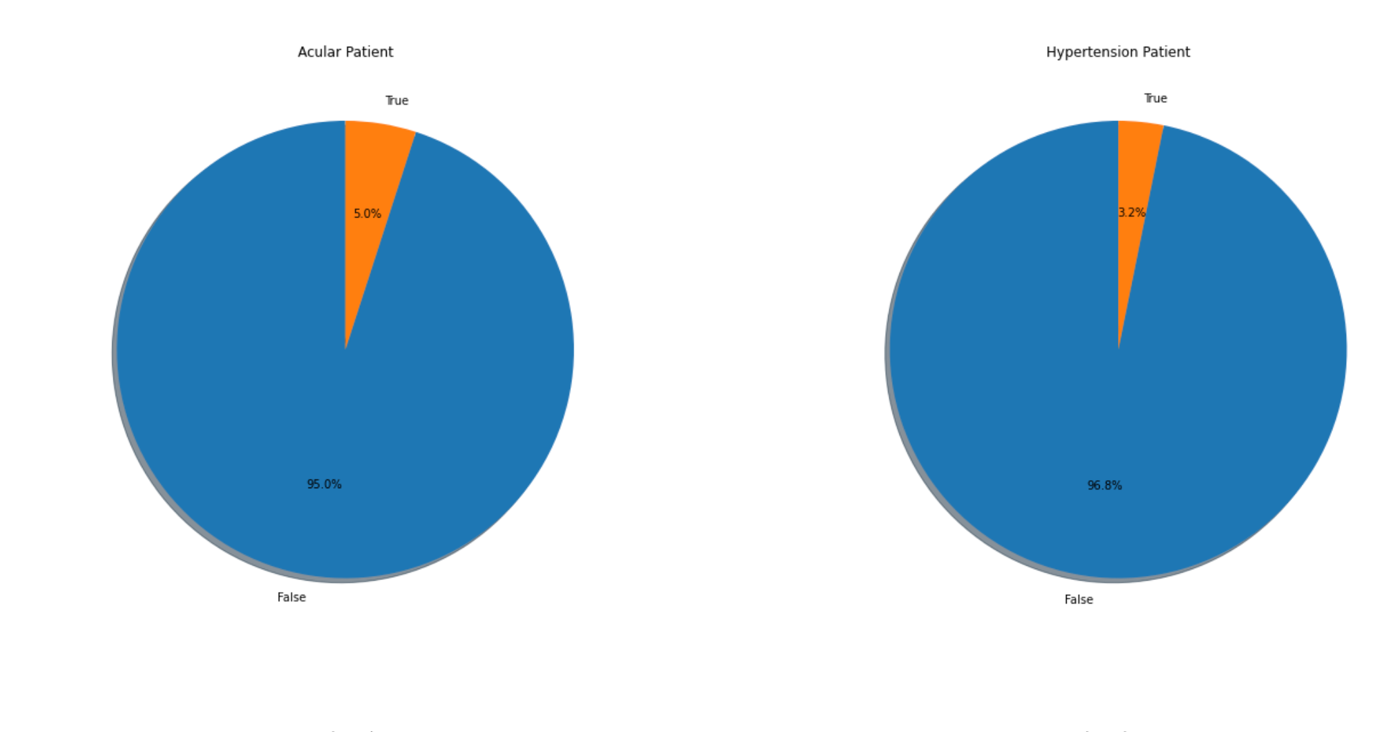 Acular Patient
True
5.0%
95.0%
False
Hypertension Patient
True
3.2%
96.8%
False